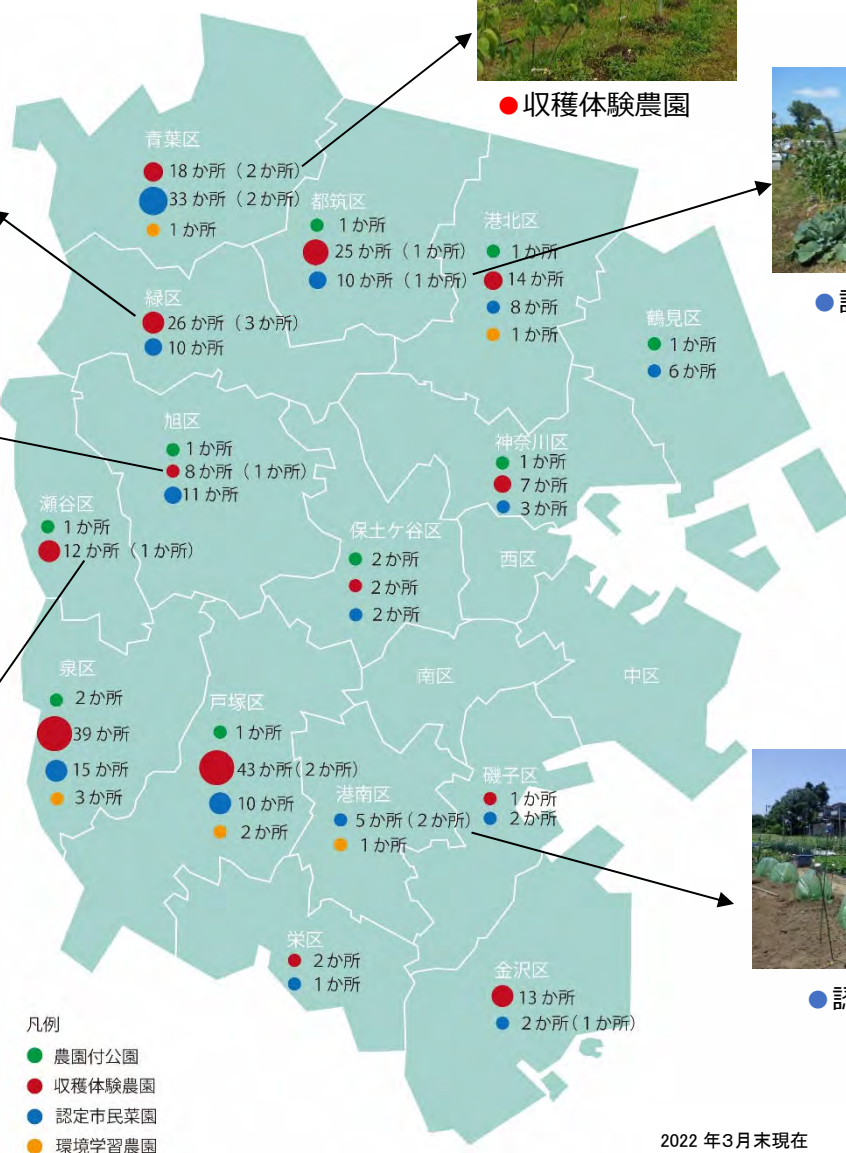 ●収穫体験農園
青葉区
18か所（2か所）
33か所（2か所）
1か所
都筑区
1か所
25か所（1か所）
10か所（1か所）
港北区
1か所
14か所
8か所
1か所
●認
緑区
26か所（3か所）
10か所
鶴見区
1か所
6か所
旭区
1か所
8か所（1か所）
11か所
神奈川区
1か所
7か所
3か所
瀬谷区
1か所
12か所（1か所）
保土ケ谷区
2か所
2か所
2か所
西区
泉区
2か所
39か所
15か所
3か所
戸塚区
1か所
43か所（2か所）
10か所
2か所
南区
中区
港南区
5か所（2か所）
1か所
磯子区
1か所
2か所
栄区
2か所
1か所
金沢区
13か所
2か所（1か所）
●認
凡例
農園付公園
収穫体験農園
認定市民菜園
環境学習農園
2022年3月末現在